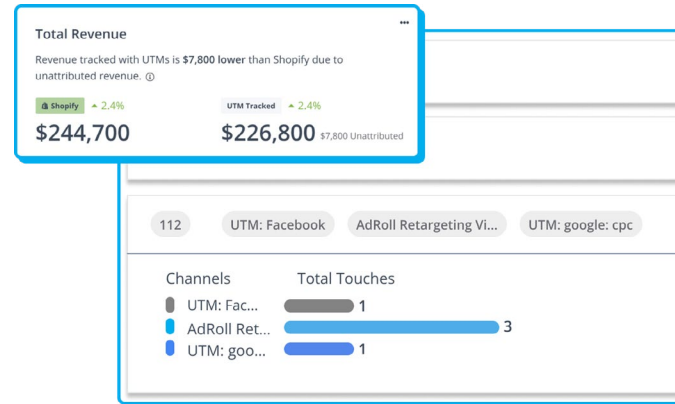 Total Revenue
Revenue tracked with UTMs is $7,800 lower than Shopify due to
unattributed revenue.
Shopify 2.4% UTM Tracked 2.4%
$244,700 $226,800 $7,800 Unattributed
112 UTM: Facebook AdRoll Retargeting Vi... UTM: google: cpc
Channels Total Touches
UTM: Fac... 1
AdRoll Ret... 3
UTM: goo... 1